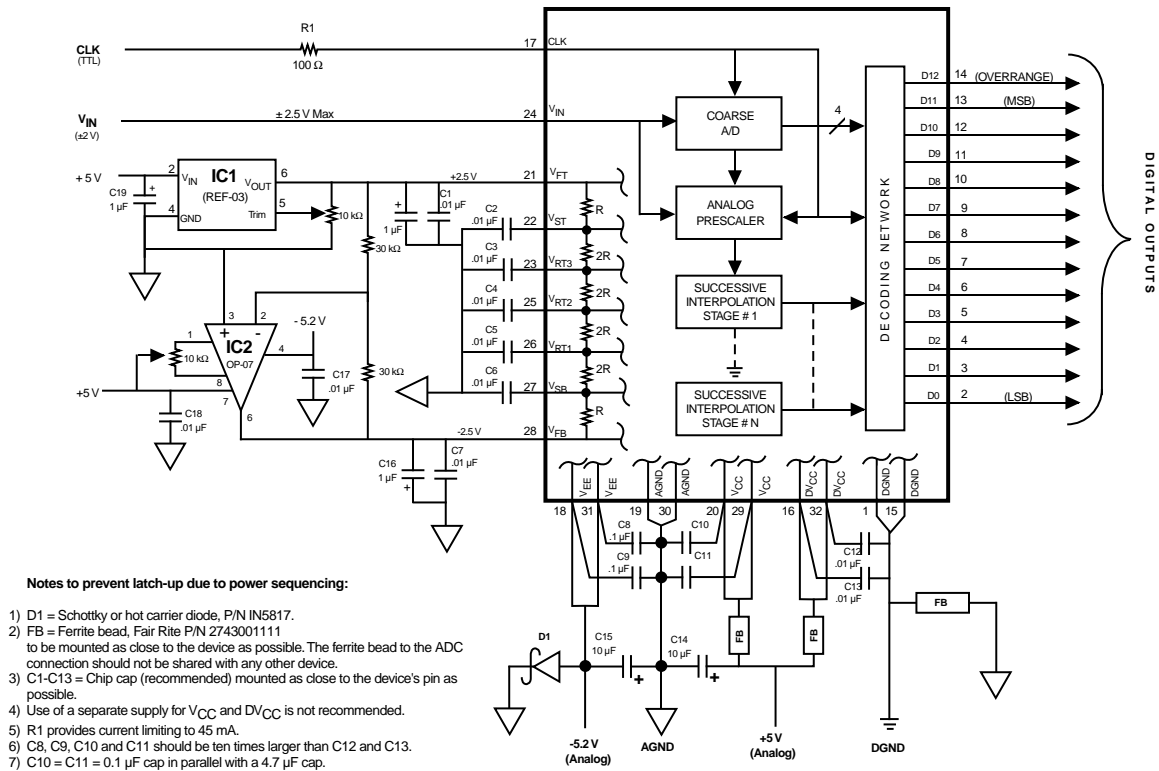 CLK
(TTL)
R1
100 Ω
17
CLK
VIN
(±2 V)
± 2.5 V Max
24
VIN
+ 5 V
C19
1 µF
+
2
VIN
IC1
(REF-03)
VOUT
6
GND
4
Trim
5
10 kΩ
30 kΩ
+2.5 V
21
VFT
+
1 µF
C1
.01 µF
C2
.01 µF
22
VST
C3
.01 µF
23
VRT3
C4
.01 µF
25
VRT2
C5
.01 µF
26
VRT1
C6
.01 µF
27
VSB
-2.5 V
28
VFB
R
2R
2R
2R
2R
R
3
2
+
-
IC2
OP-07
1
10 kΩ
8
7
6
4
- 5.2 V
C17
.01 µF
30 kΩ
+5V
C18
.01 µF
C16
1 µF
+
C7
.01 µF
COARSE
A/D
4
ANALOG
PRESCALER
SUCCESSIVE
INTERPOLATION
STAGE # 1
SUCCESSIVE
INTERPOLATION
STAGE # N
DECODING NETWORK
D12 14 (OVERRANGE)
D11 13 (MSB)
D10 12
D9 11
D8 10
D7 9
D6 8
D5 7
D4 6
D3 5
D2 4
D1 3
D0 2 (LSB)
DIGITAL OUTPUTS
VEE VEE AGND AGND VCC VCC DVCC DVCC DGND DGND
18 31 19 30 20 29 16 32 1 15
C8
.1 µF
C10
C9
.1 µF
C11
C12
.01 µF
C13
.01 µF
FB
FB
FB
D1
C15
10 µF
+
C14
10 µF
+
-5.2 V
(Analog)
AGND
+5 V
(Analog)
DGND
Notes to prevent latch-up due to power sequencing:
1) D1 = Schottky or hot carrier diode, P/N IN5817.
2) FB = Ferrite bead, Fair Rite P/N 2743001111
to be mounted as close to the device as possible. The ferrite bead to the ADC
connection should not be shared with any other device.
3) C1-C13 = Chip cap (recommended) mounted as close to the device's pin as
possible.
4) Use of a separate supply for VCC and DVCC is not recommended.
5) R1 provides current limiting to 45 mA.
6) C8, C9, C10 and C11 should be ten times larger than C12 and C13.
7) C10 = C11 = 0.1 µF cap in parallel with a 4.7 µF cap.